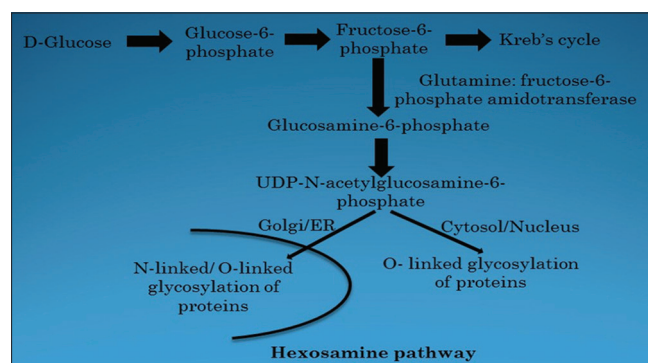 D-Glucose
Glucose-6-
phosphate
Fructose-6-
phosphate
Kreb's cycle
Glutamine: fructose-6-
phosphate amidotransferase
Glucosamine-6-phosphate
UDP-N-acetylglucosamine-6-
phosphate
Golgi/ER
Cytosol/Nucleus
N-linked/ O-linked
glycosylation of
proteins
O- linked glycosylation
of proteins
Hexosamine pathway